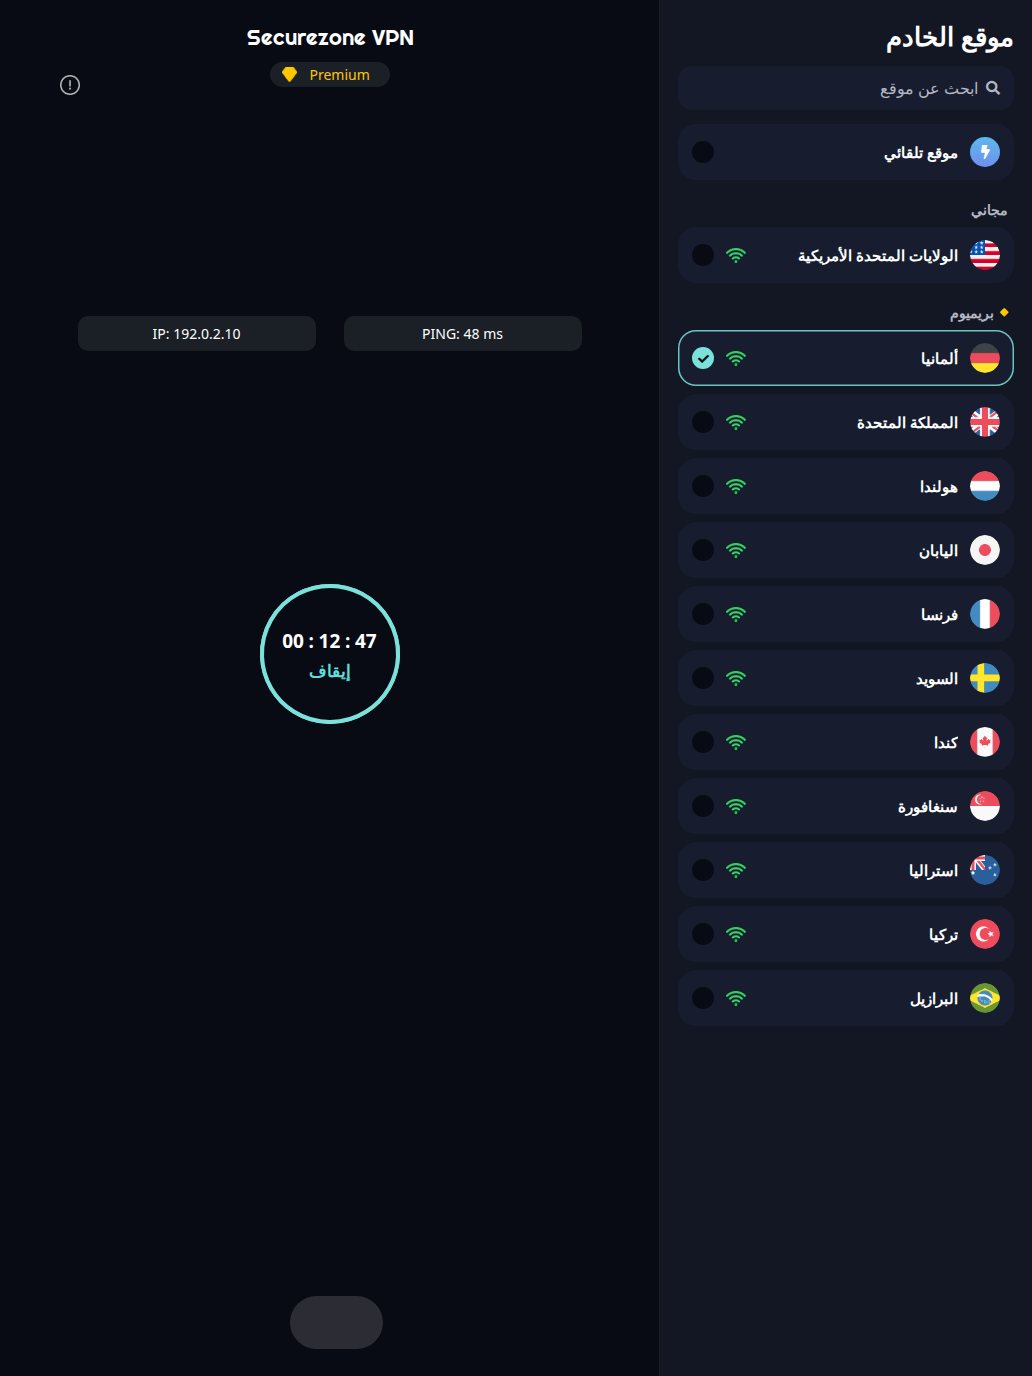 Securezone VPN
Premium
IP: 192.0.2.10
PING: 48 ms
00 : 12 : 47
إيقاف
موقع الخادم
ابحث عن موقع
موقع تلقائي
مجاني
الولايات المتحدة الأمريكية
بريميوم
ألمانيا
المملكة المتحدة
هولندا
اليابان
فرنسا
السويد
كندا
سنغافورة
استراليا
تركيا
البرازيل